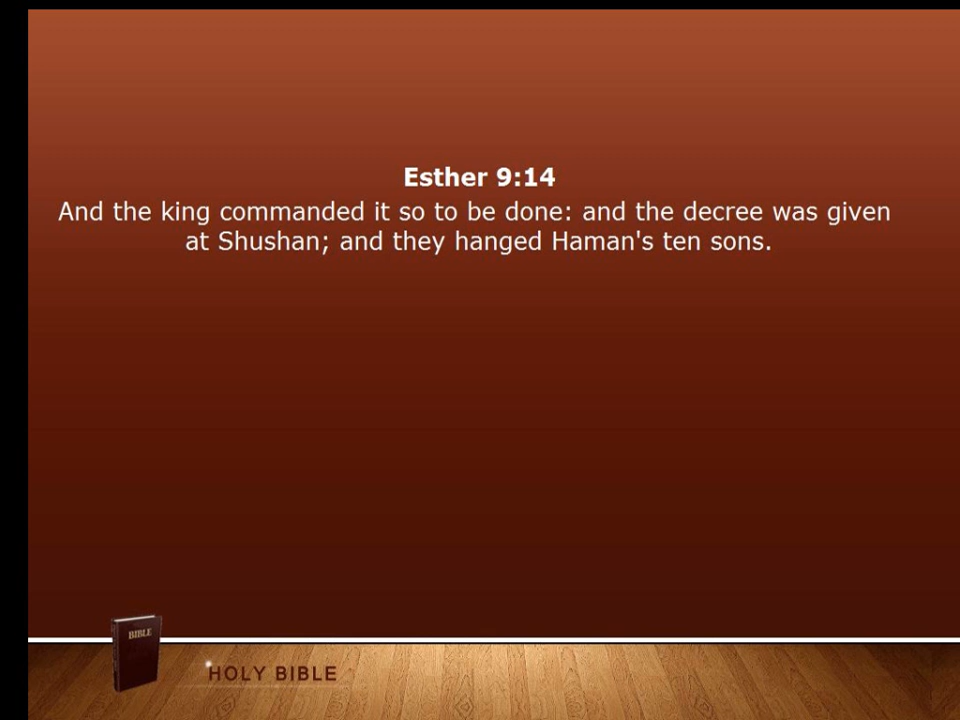 Esther 9:14
And the king commanded it so to be done: and the decree was given
at Shushan; and they hanged Haman's ten sons.
BIBLE
HOLY BIBLE